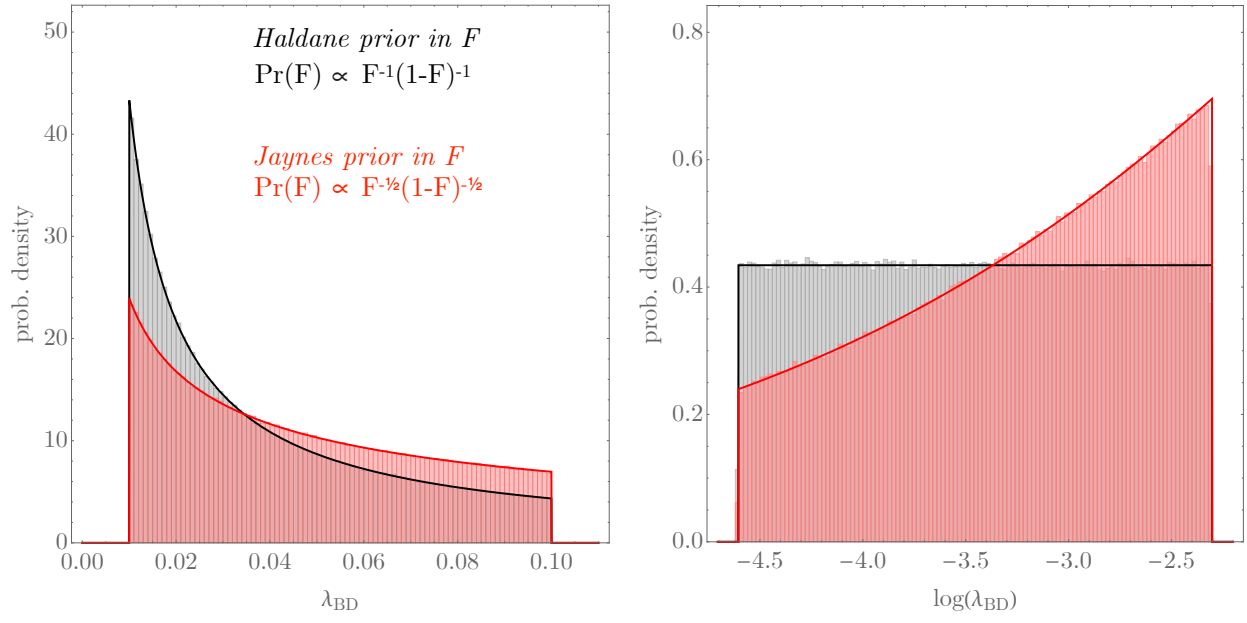 Haldane prior in F
Pr(F) ∝ F⁻¹(1-F)⁻¹
Jaynes prior in F
Pr(F) ∝ F⁻½(1-F)⁻½
prob. density
50
40
30
20
10
0
0.00 0.02 0.04 0.06 0.08 0.10
λBD
prob. density
0.8
0.6
0.4
0.2
0.0
−4.5 −4.0 −3.5 −3.0 −2.5
log(λBD)